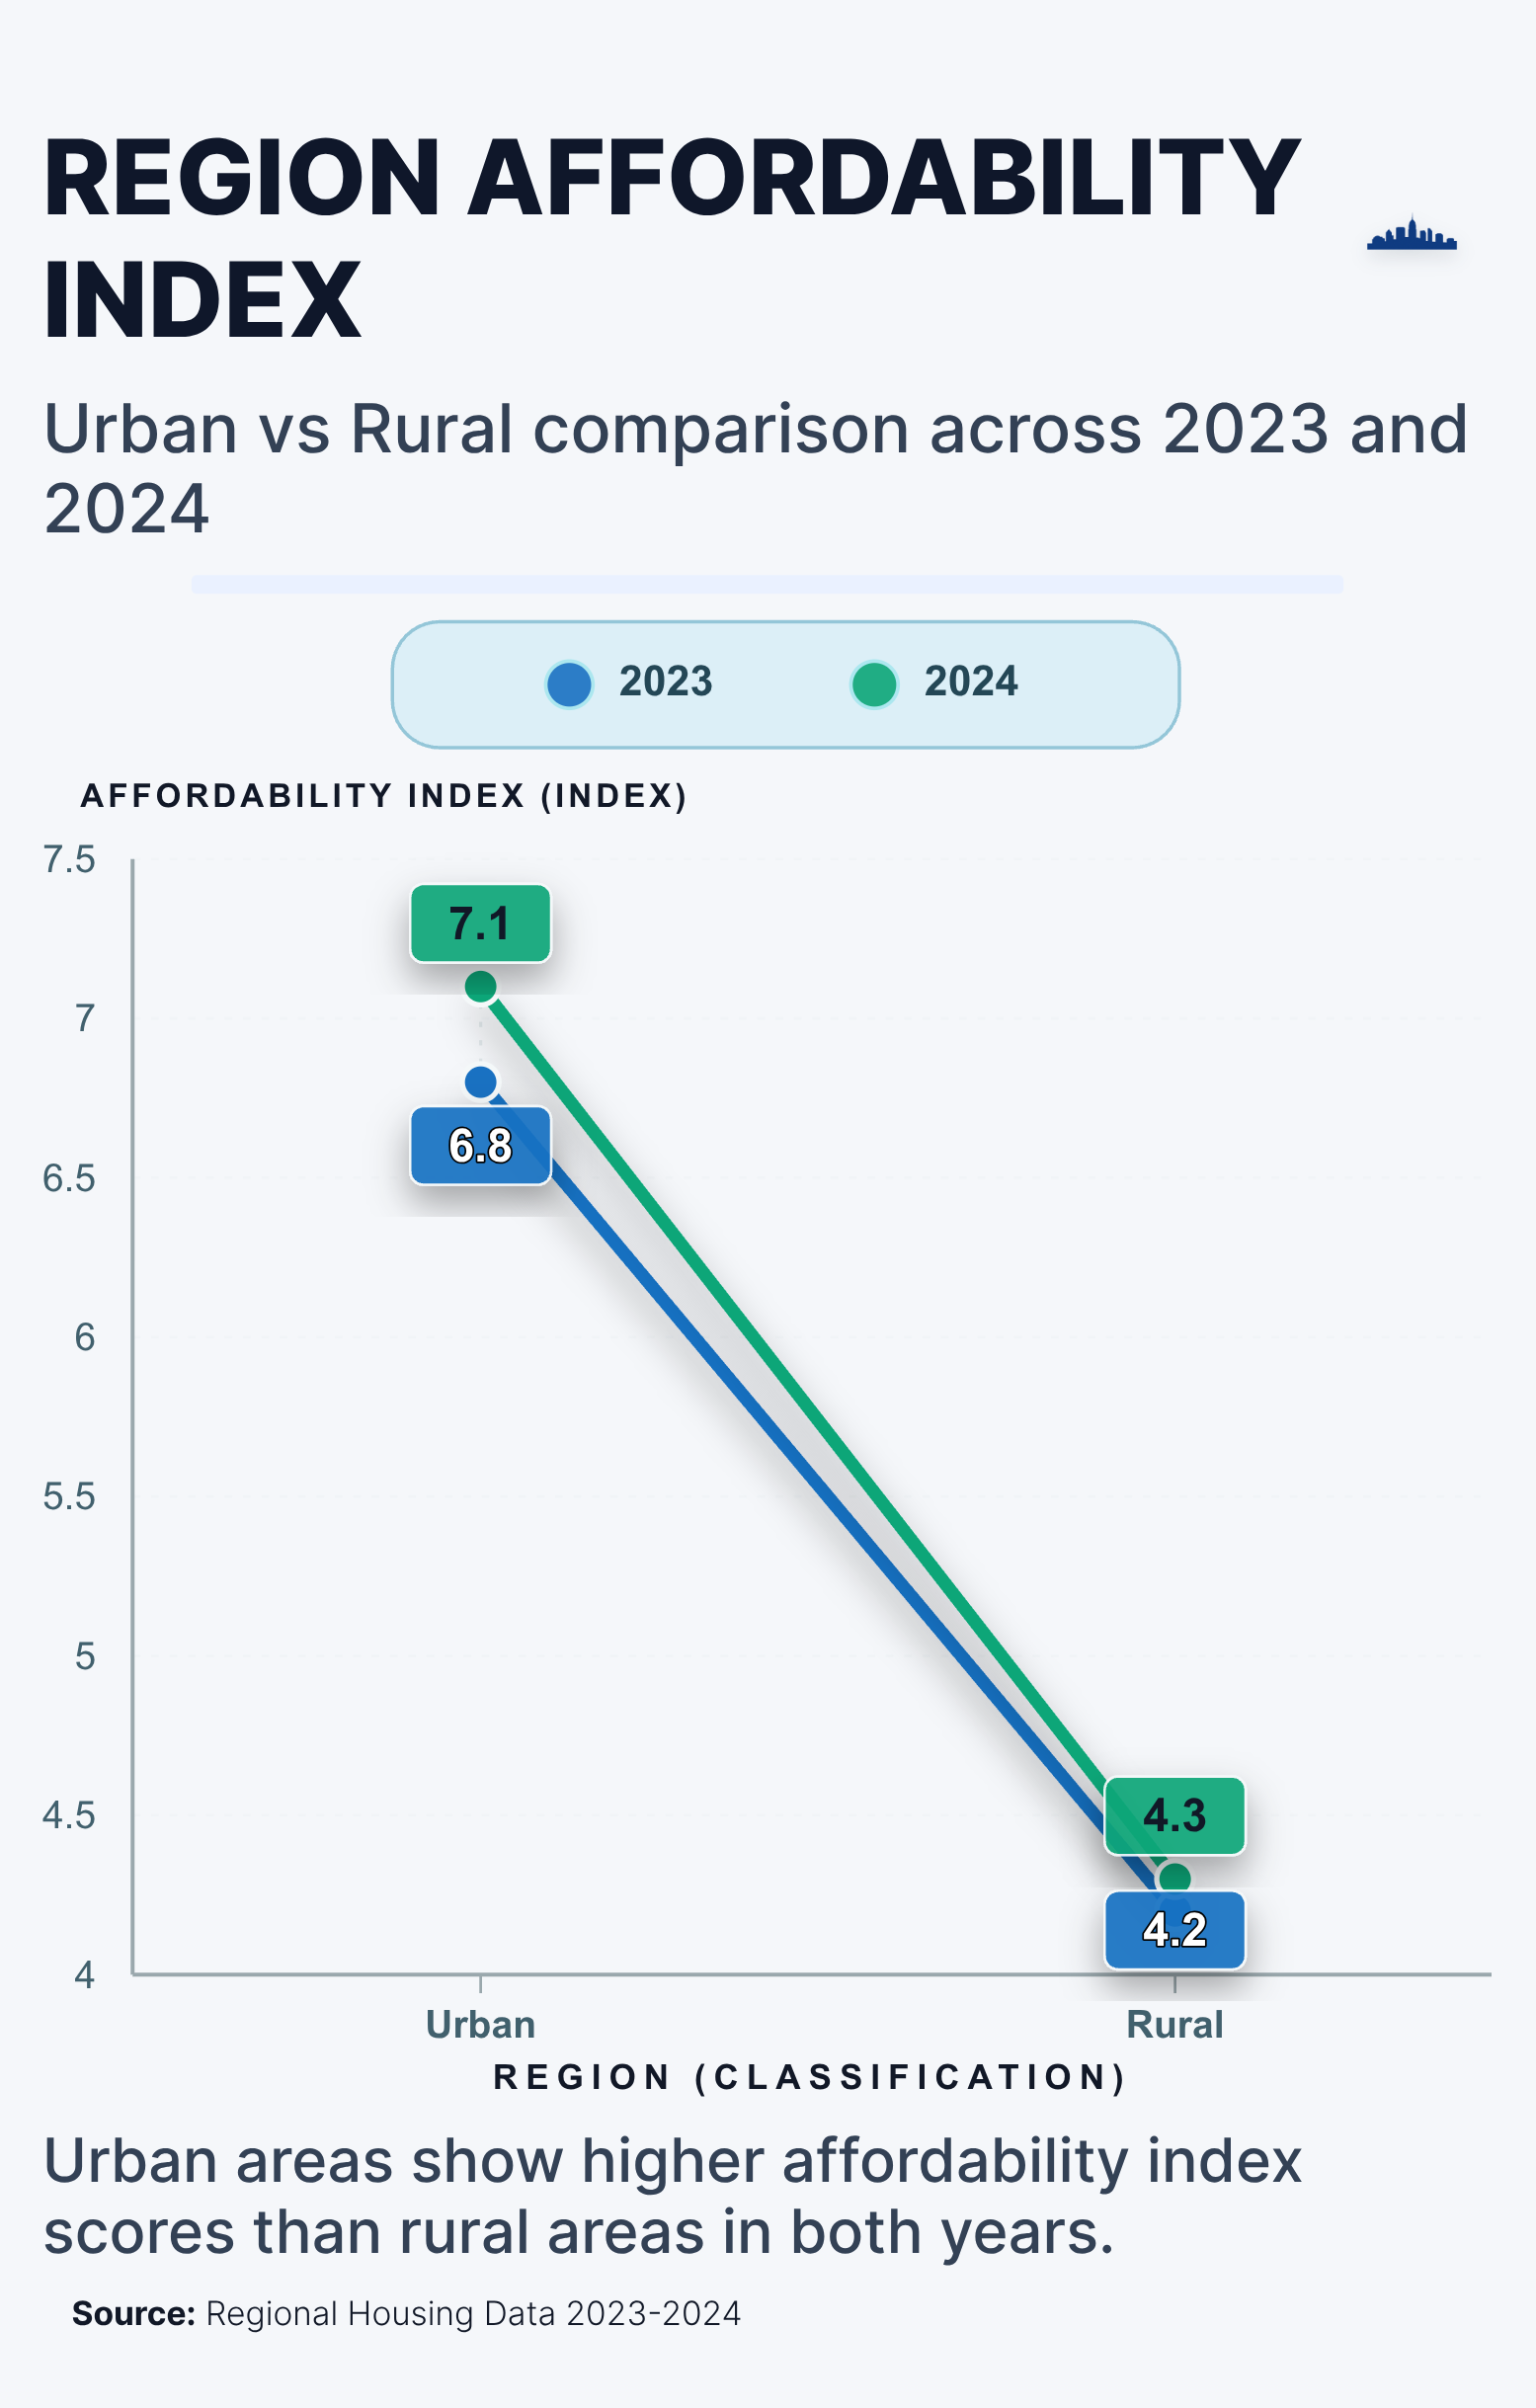 REGION AFFORDABILITY
INDEX
Urban vs Rural comparison across 2023 and
2024
2023
2024
AFFORDABILITY INDEX (INDEX)
7.5
7
6.5
6
5.5
5
4.5
4
7.1
6.8
4.3
4.2
Urban
Rural
REGION (CLASSIFICATION)
Urban areas show higher affordability index
scores than rural areas in both years.
Source: Regional Housing Data 2023-2024